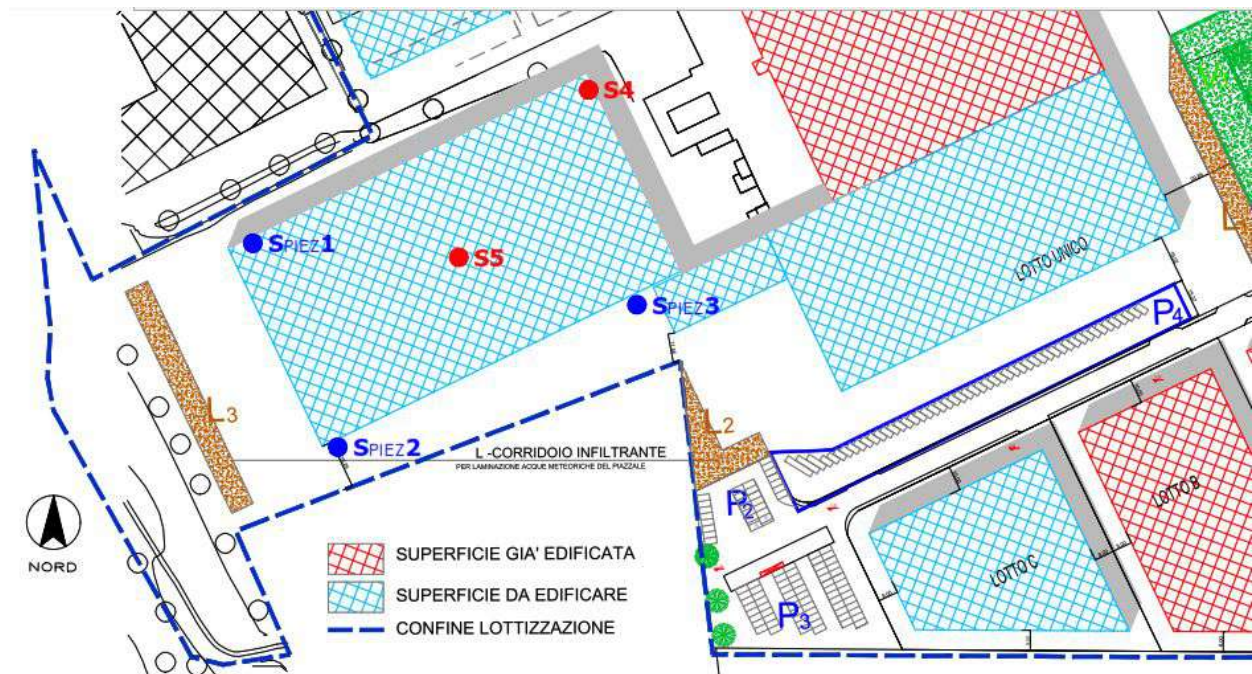 S4
SPIEZ1
S5
LOTTO UNICO
SPIEZ3
P4
L3
L2
SPIEZ2
L -CORRIDOIO INFILTRANTE
PER LAMINAZIONE ACQUE METEORICHE DEL PIAZZALE
P2
LOTTO B
LOTTO C
P3
NORD
SUPERFICIE GIA' EDIFICATA
SUPERFICIE DA EDIFICARE
CONFINE LOTTIZZAZIONE